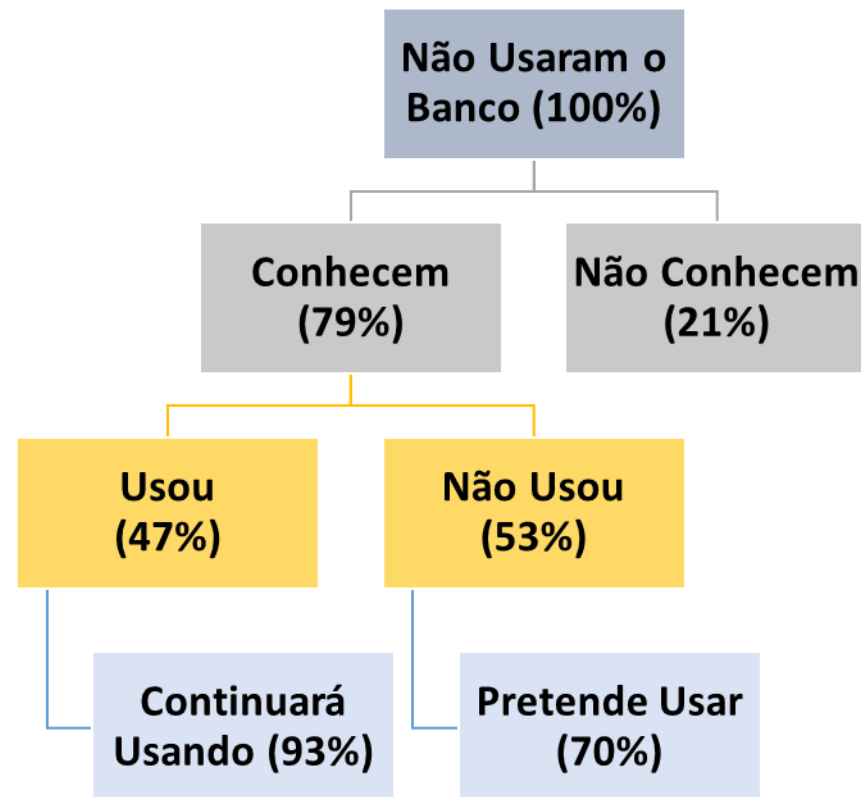 Não Usaram o
Banco (100%)
Conhecem
(79%)
Não Conhecem
(21%)
Usou
(47%)
Não Usou
(53%)
Continuará
Usando (93%)
Pretende Usar
(70%)